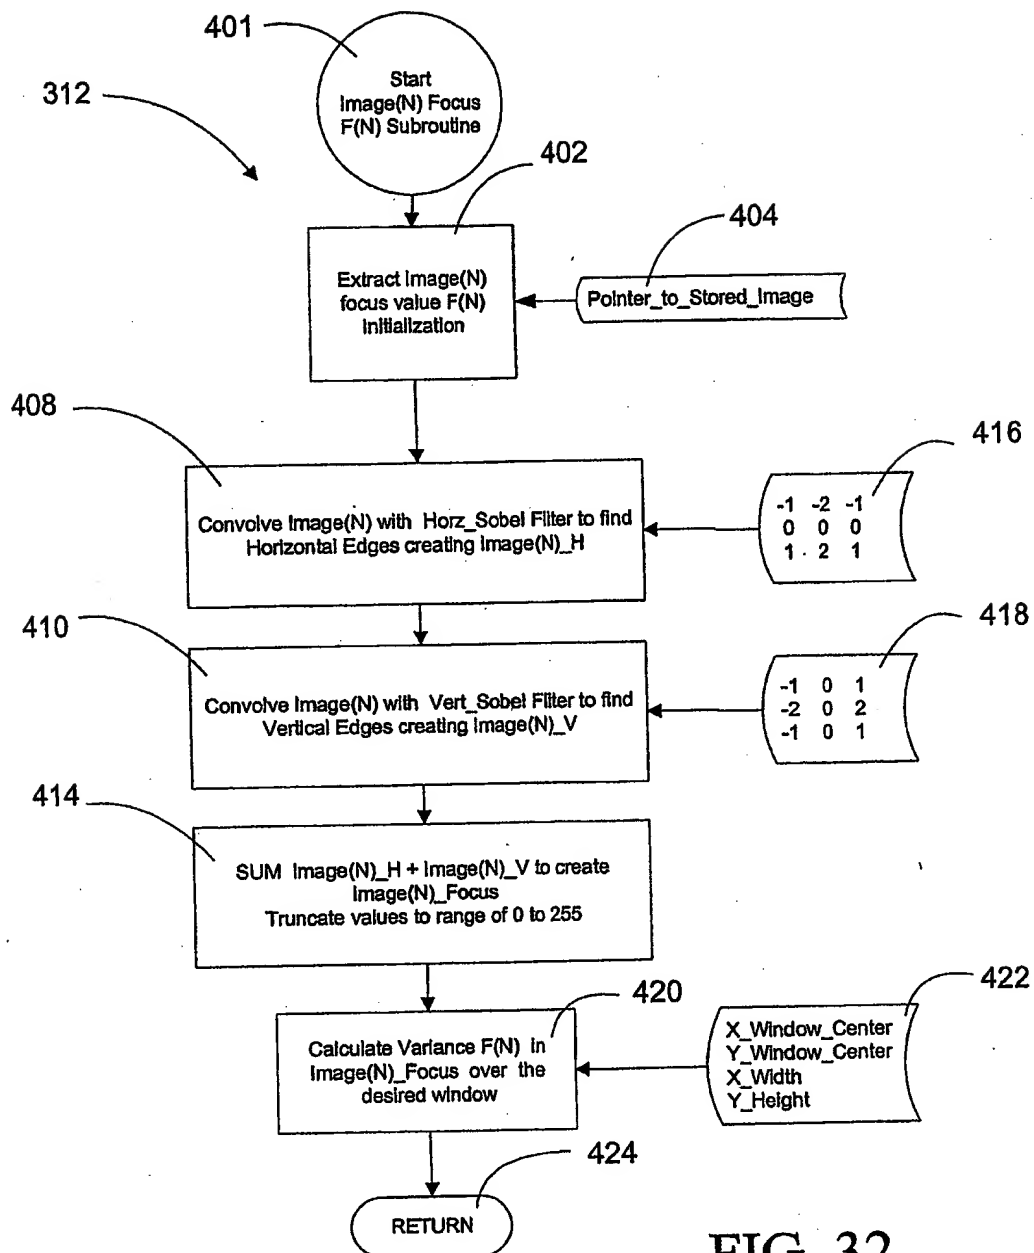 401
Start
Image(N) Focus
F(N) Subroutine
312
402
Extract Image(N)
focus value F(N)
Initialization
404
Pointer_to_Stored_Image
408
Convolve Image(N) with Horz_Sobel Filter to find
Horizontal Edges creating Image(N)_H
416
-1 -2 -1
0 0 0
1 2 1
410
Convolve Image(N) with Vert_Sobel Filter to find
Vertical Edges creating Image(N)_V
418
-1 0 1
-2 0 2
-1 0 1
414
SUM Image(N)_H + Image(N)_V to create
Image(N)_Focus
Truncate values to range of 0 to 255
420
Calculate Variance F(N) in
Image(N)_Focus over the
desired window
422
X_Window_Center
Y_Window_Center
X_Width
Y_Height
424
RETURN
FIG. 32